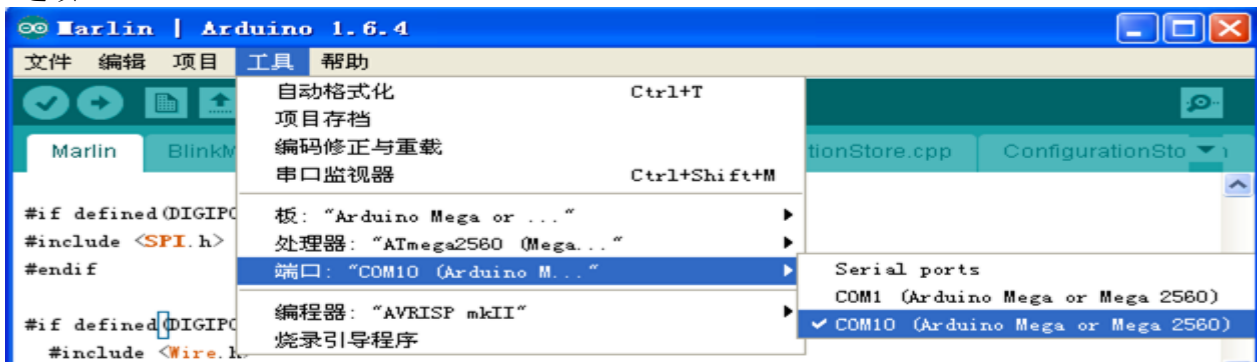 Marlin | Arduino 1.6.4
文件 编辑 项目 工具 帮助
自动格式化 Ctrl+T
项目存档
编码修正与重载
串口监视器 Ctrl+Shift+M
Marlin
tionStore.cpp ConfigurationSto
板: "Arduino Mega or ..."
处理器: "ATmega2560 (Mega..."
端口: "COM10 (Arduino M..."
编程器: "AVRISP mkII"
烧录引导程序
Serial ports
COM1 (Arduino Mega or Mega 2560)
COM10 (Arduino Mega or Mega 2560)
#if defined(DIGIPO
#include <SPI.h>
#endif
#if defined(DIGIPO
#include <Wire.h